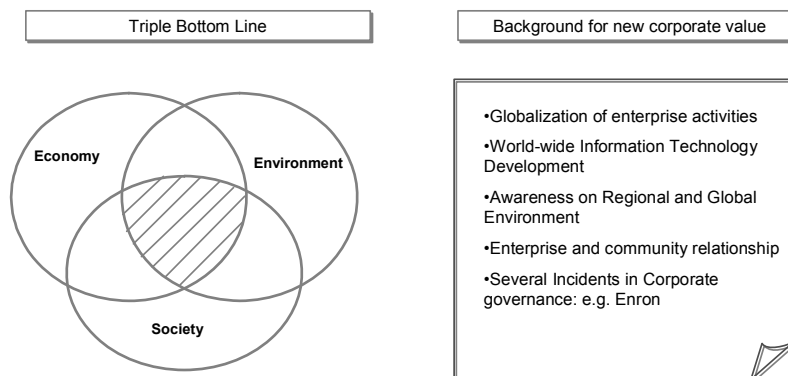 Triple Bottom Line
Background for new corporate value
Economy
Environment
Society
•Globalization of enterprise activities
•World-wide Information Technology
Development
•Awareness on Regional and Global
Environment
•Enterprise and community relationship
•Several Incidents in Corporate
governance: e.g. Enron